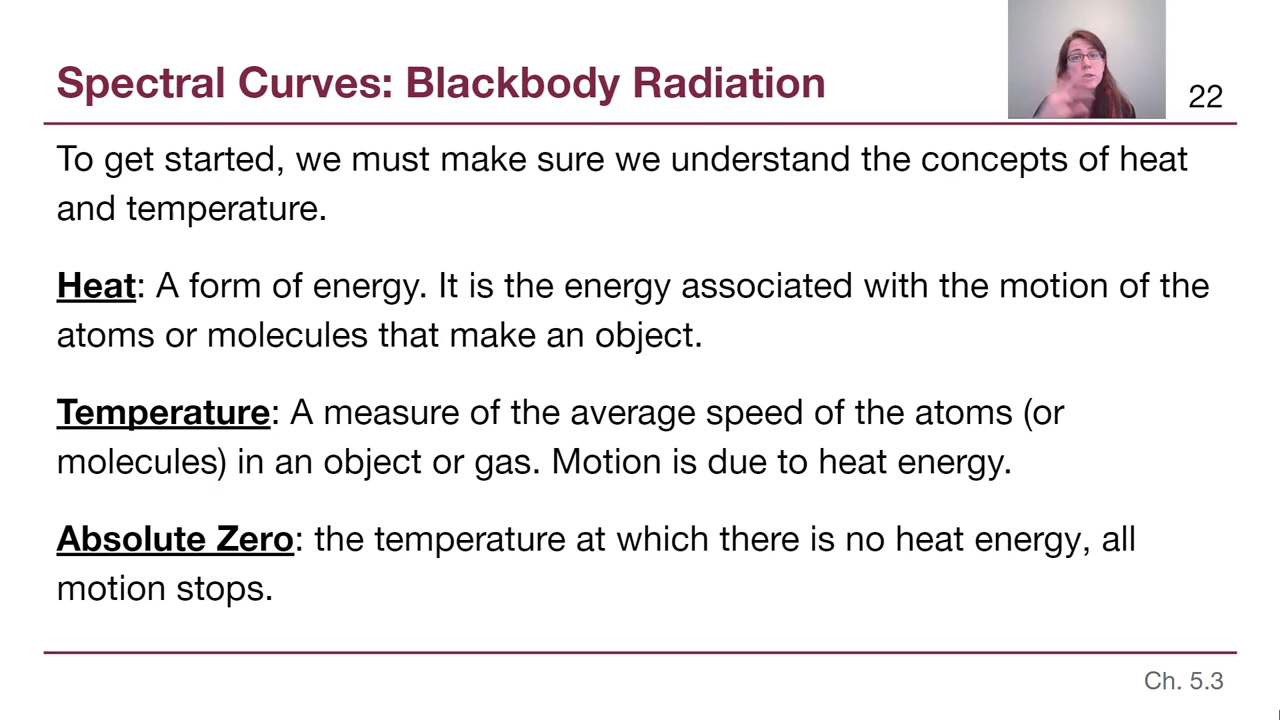 Spectral Curves: Blackbody Radiation
22
To get started, we must make sure we understand the concepts of heat
and temperature.
Heat: A form of energy. It is the energy associated with the motion of the
atoms or molecules that make an object.
Temperature: A measure of the average speed of the atoms (or
molecules) in an object or gas. Motion is due to heat energy.
Absolute Zero: the temperature at which there is no heat energy, all
motion stops.
Ch. 5.3